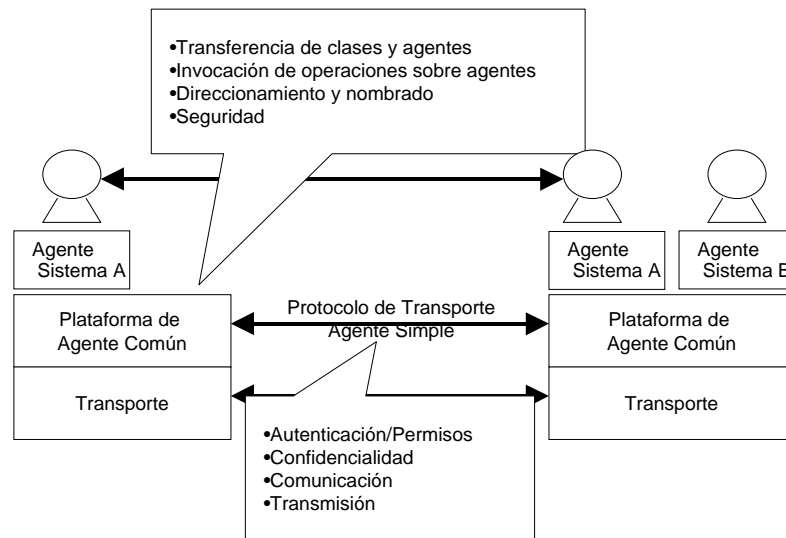 •Transferencia de clases y agentes
•Invocación de operaciones sobre agentes
•Direccionamiento y nombrado
•Seguridad
Agente
Sistema A
Agente
Sistema A
Agente
Sistema B
Plataforma de
Agente Común
Protocolo de Transporte
Agente Simple
Plataforma de
Agente Común
Transporte
Transporte
•Autenticación/Permisos
•Confidencialidad
•Comunicación
•Transmisión